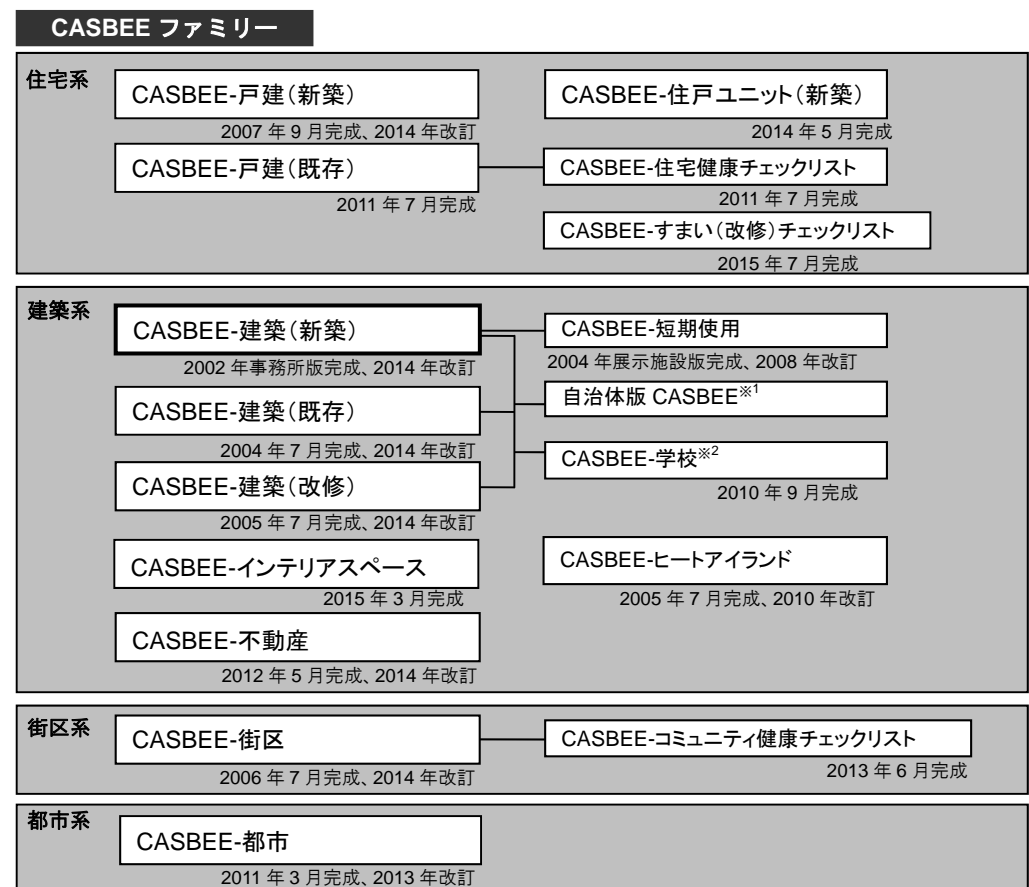 CASBEE ファミリー
住宅系
CASBEE-戸建(新築)
CASBEE-住戸ユニット(新築)
2007 年 9 月完成、2014 年改訂
2014 年 5 月完成
CASBEE-戸建(既存)
CASBEE-住宅健康チェックリスト
2011 年 7 月完成
2011 年 7 月完成
CASBEE-すまい(改修)チェックリスト
2015 年 7 月完成
建築系
CASBEE-建築(新築)
CASBEE-短期使用
2002 年事務所版完成、2014 年改訂
2004 年展示施設版完成、2008 年改訂
CASBEE-建築(既存)
自治体版 CASBEE※1
2004 年 7 月完成、2014 年改訂
CASBEE-学校※2
CASBEE-建築(改修)
2010 年 9 月完成
2005 年 7 月完成、2014 年改訂
CASBEE-インテリアスペース
CASBEE-ヒートアイランド
2015 年 3 月完成
2005 年 7 月完成、2010 年改訂
CASBEE-不動産
2012 年 5 月完成、2014 年改訂
街区系
CASBEE-街区
CASBEE-コミュニティ健康チェックリスト
2006 年 7 月完成、2014 年改訂
2013 年 6 月完成
都市系
CASBEE-都市
2011 年 3 月完成、2013 年改訂